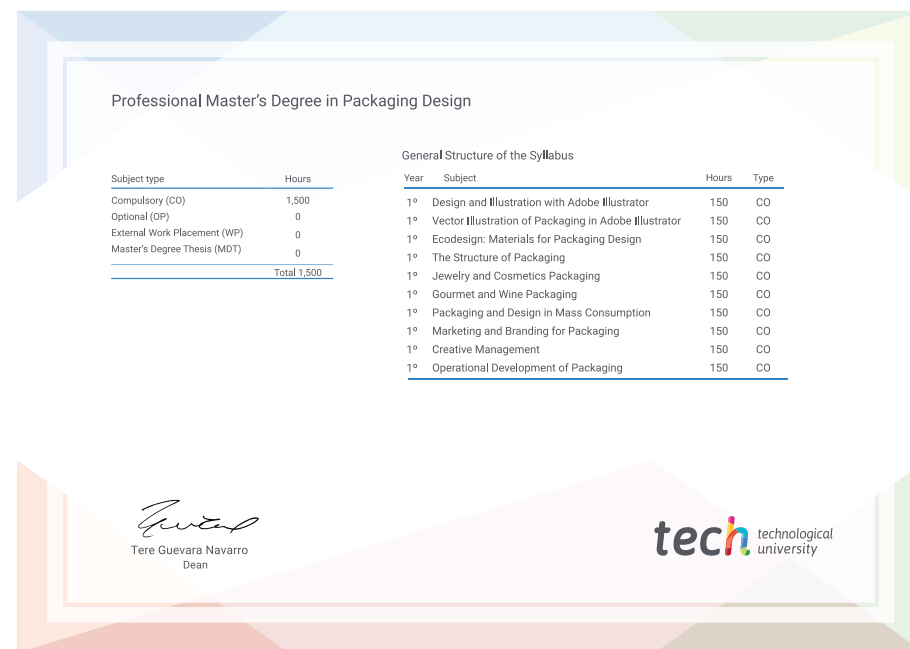 Professional Master's Degree in Packaging Design
Subject type Hours
Compulsory (CO) 1,500
Optional (OP) 0
External Work Placement (WP) 0
Master's Degree Thesis (MDT) 0
Total 1,500
General Structure of the Syllabus
Year Subject Hours Type
1º Design and Illustration with Adobe Illustrator 150 CO
1º Vector Illustration of Packaging in Adobe Illustrator 150 CO
1º Ecodesign: Materials for Packaging Design 150 CO
1º The Structure of Packaging 150 CO
1º Jewelry and Cosmetics Packaging 150 CO
1º Gourmet and Wine Packaging 150 CO
1º Packaging and Design in Mass Consumption 150 CO
1º Marketing and Branding for Packaging 150 CO
1º Creative Management 150 CO
1º Operational Development of Packaging 150 CO
Tere Guevara Navarro
Dean
tech technological
university